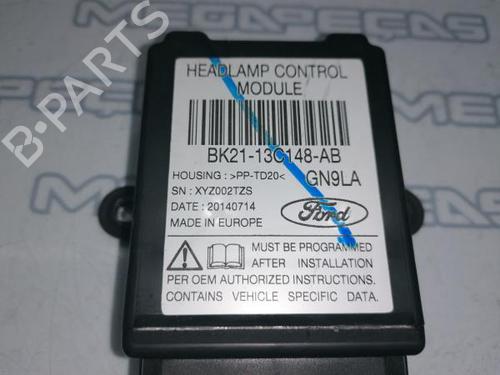 MEGAPEÇAS
HEADLAMP CONTROL
MODULE
BK21-13C148-AB
HOUSING : >PP-TD20< GN9LA
SN : XYZ002TZS
DATE : 20140714
MADE IN EUROPE
Ford
MUST BE PROGRAMMED
AFTER INSTALLATION
PER OEM AUTHORIZED INSTRUCTIONS.
CONTAINS VEHICLE SPECIFIC DATA.
B-PARTS